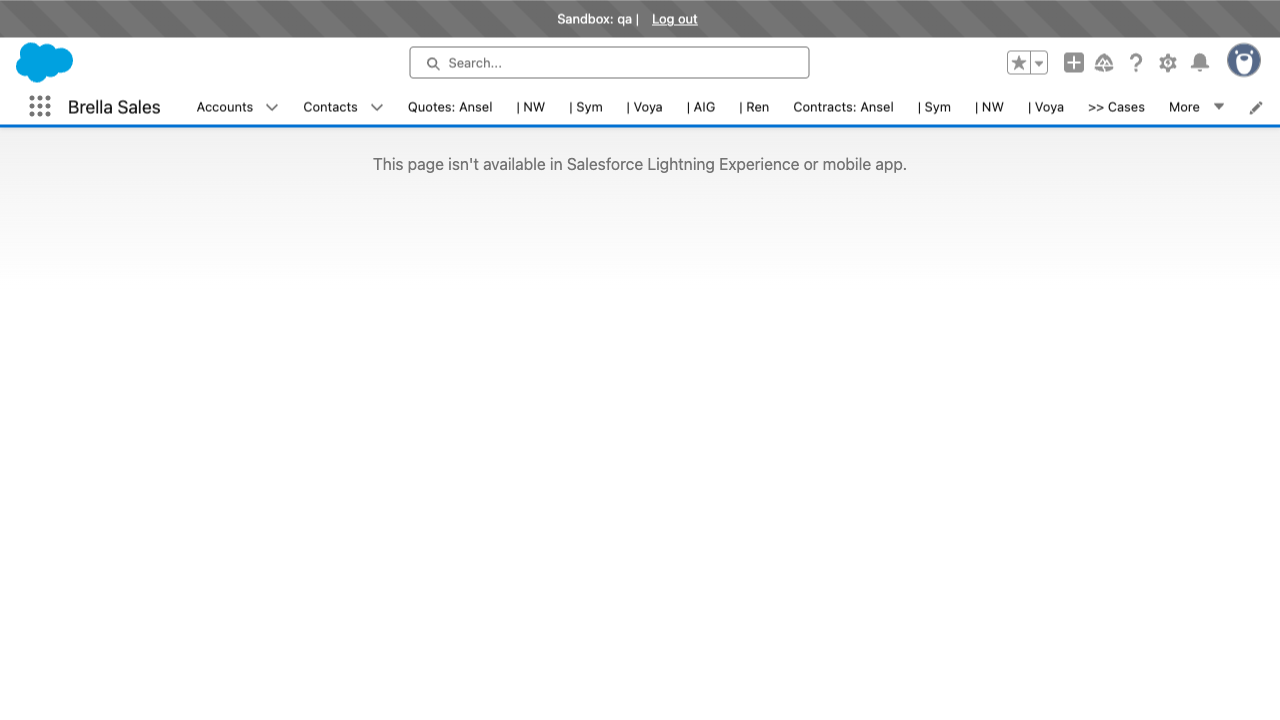 Sandbox: qa | Log out
Search...
Brella Sales Accounts Contacts Quotes: Ansel | NW | Sym | Voya | AIG | Ren Contracts: Ansel | Sym | NW | Voya >> Cases More
This page isn't available in Salesforce Lightning Experience or mobile app.